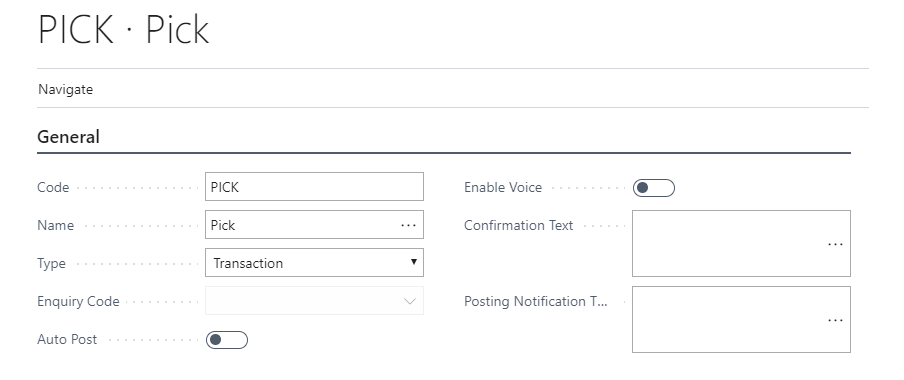 PICK · Pick
Navigate
General
Code PICK
Name Pick ...
Type Transaction
Enquiry Code
Auto Post
Enable Voice
Confirmation Text ...
Posting Notification T... ...